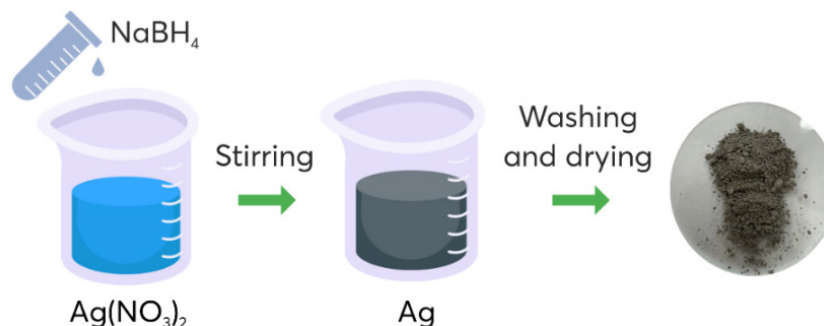 NaBH₄
Stirring
Washing
and drying
Ag(NO₃)₂
Ag